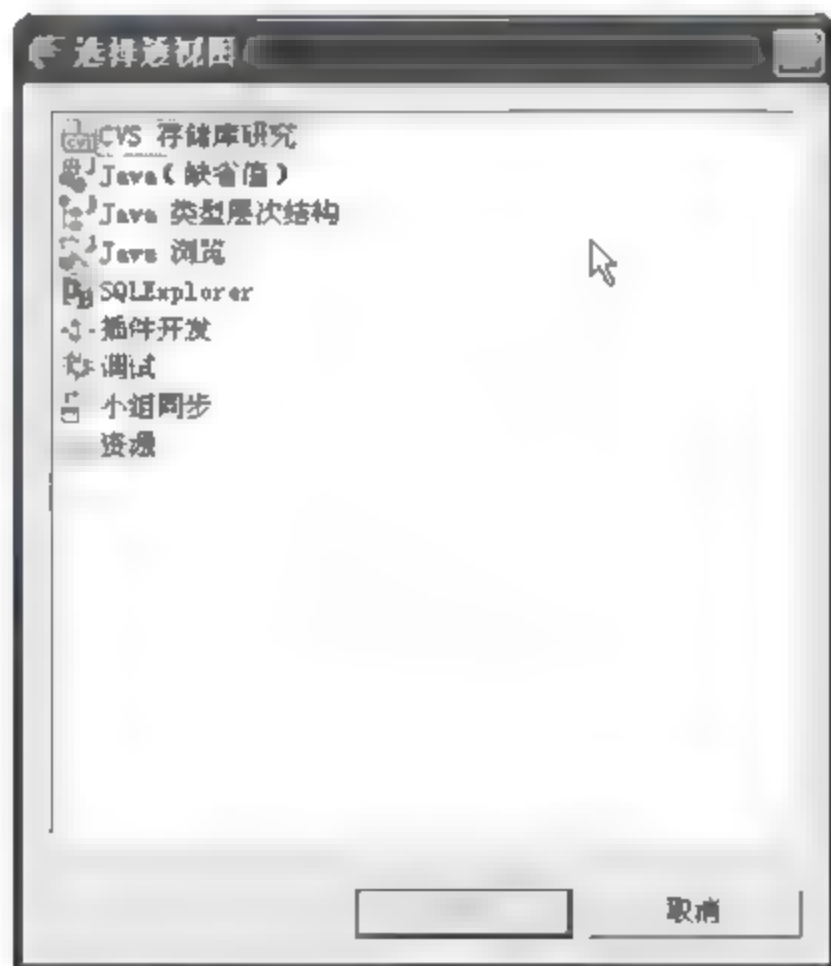 选择透视图
CVS 存储库研究
Java(缺省值)
Java 类型层次结构
Java 浏览
SQLExplorer
插件开发
调试
小组同步
资源
取消